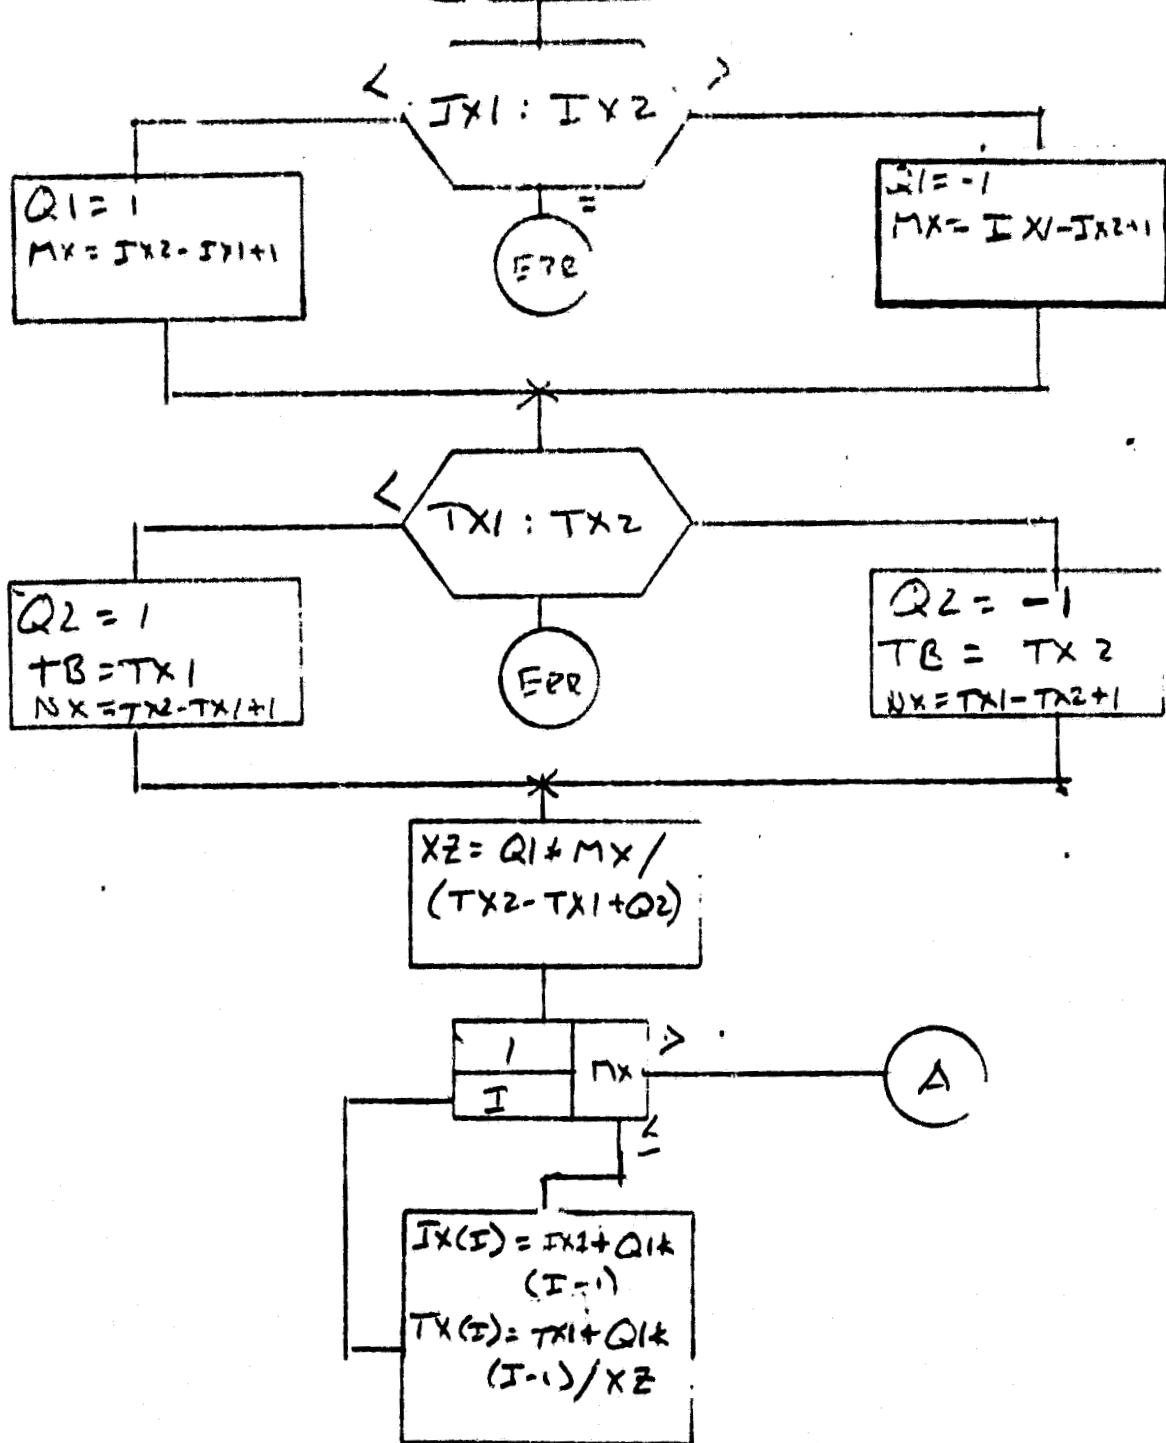 < >
IX1 : IX2
Q1 = 1
MX = IX2 - IX1 + 1
=
ERR
Q1 = -1
MX = IX1 - IX2 + 1
<
TX1 : TX2
Q2 = 1
TB = TX1
NX = TX2 - TX1 + 1
ERR
Q2 = -1
TB = TX2
NX = TX1 - TX2 + 1
XZ = Q1 * MX /
(TX2 - TX1 + Q2)
1
I
MX
>
A
≤
IX(I) = IX1 + Q1 *
(I - 1)
TX(I) = TX1 + Q1 *
(I - 1) / XZ